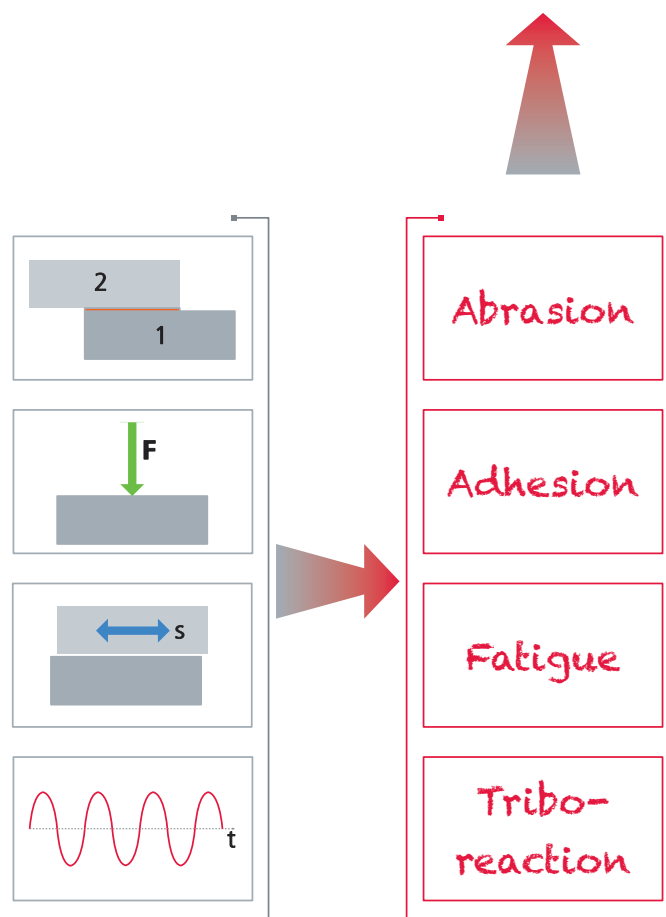 2
1
F
s
t
Abrasion
Adhesion
Fatigue
Tribo-
reaction